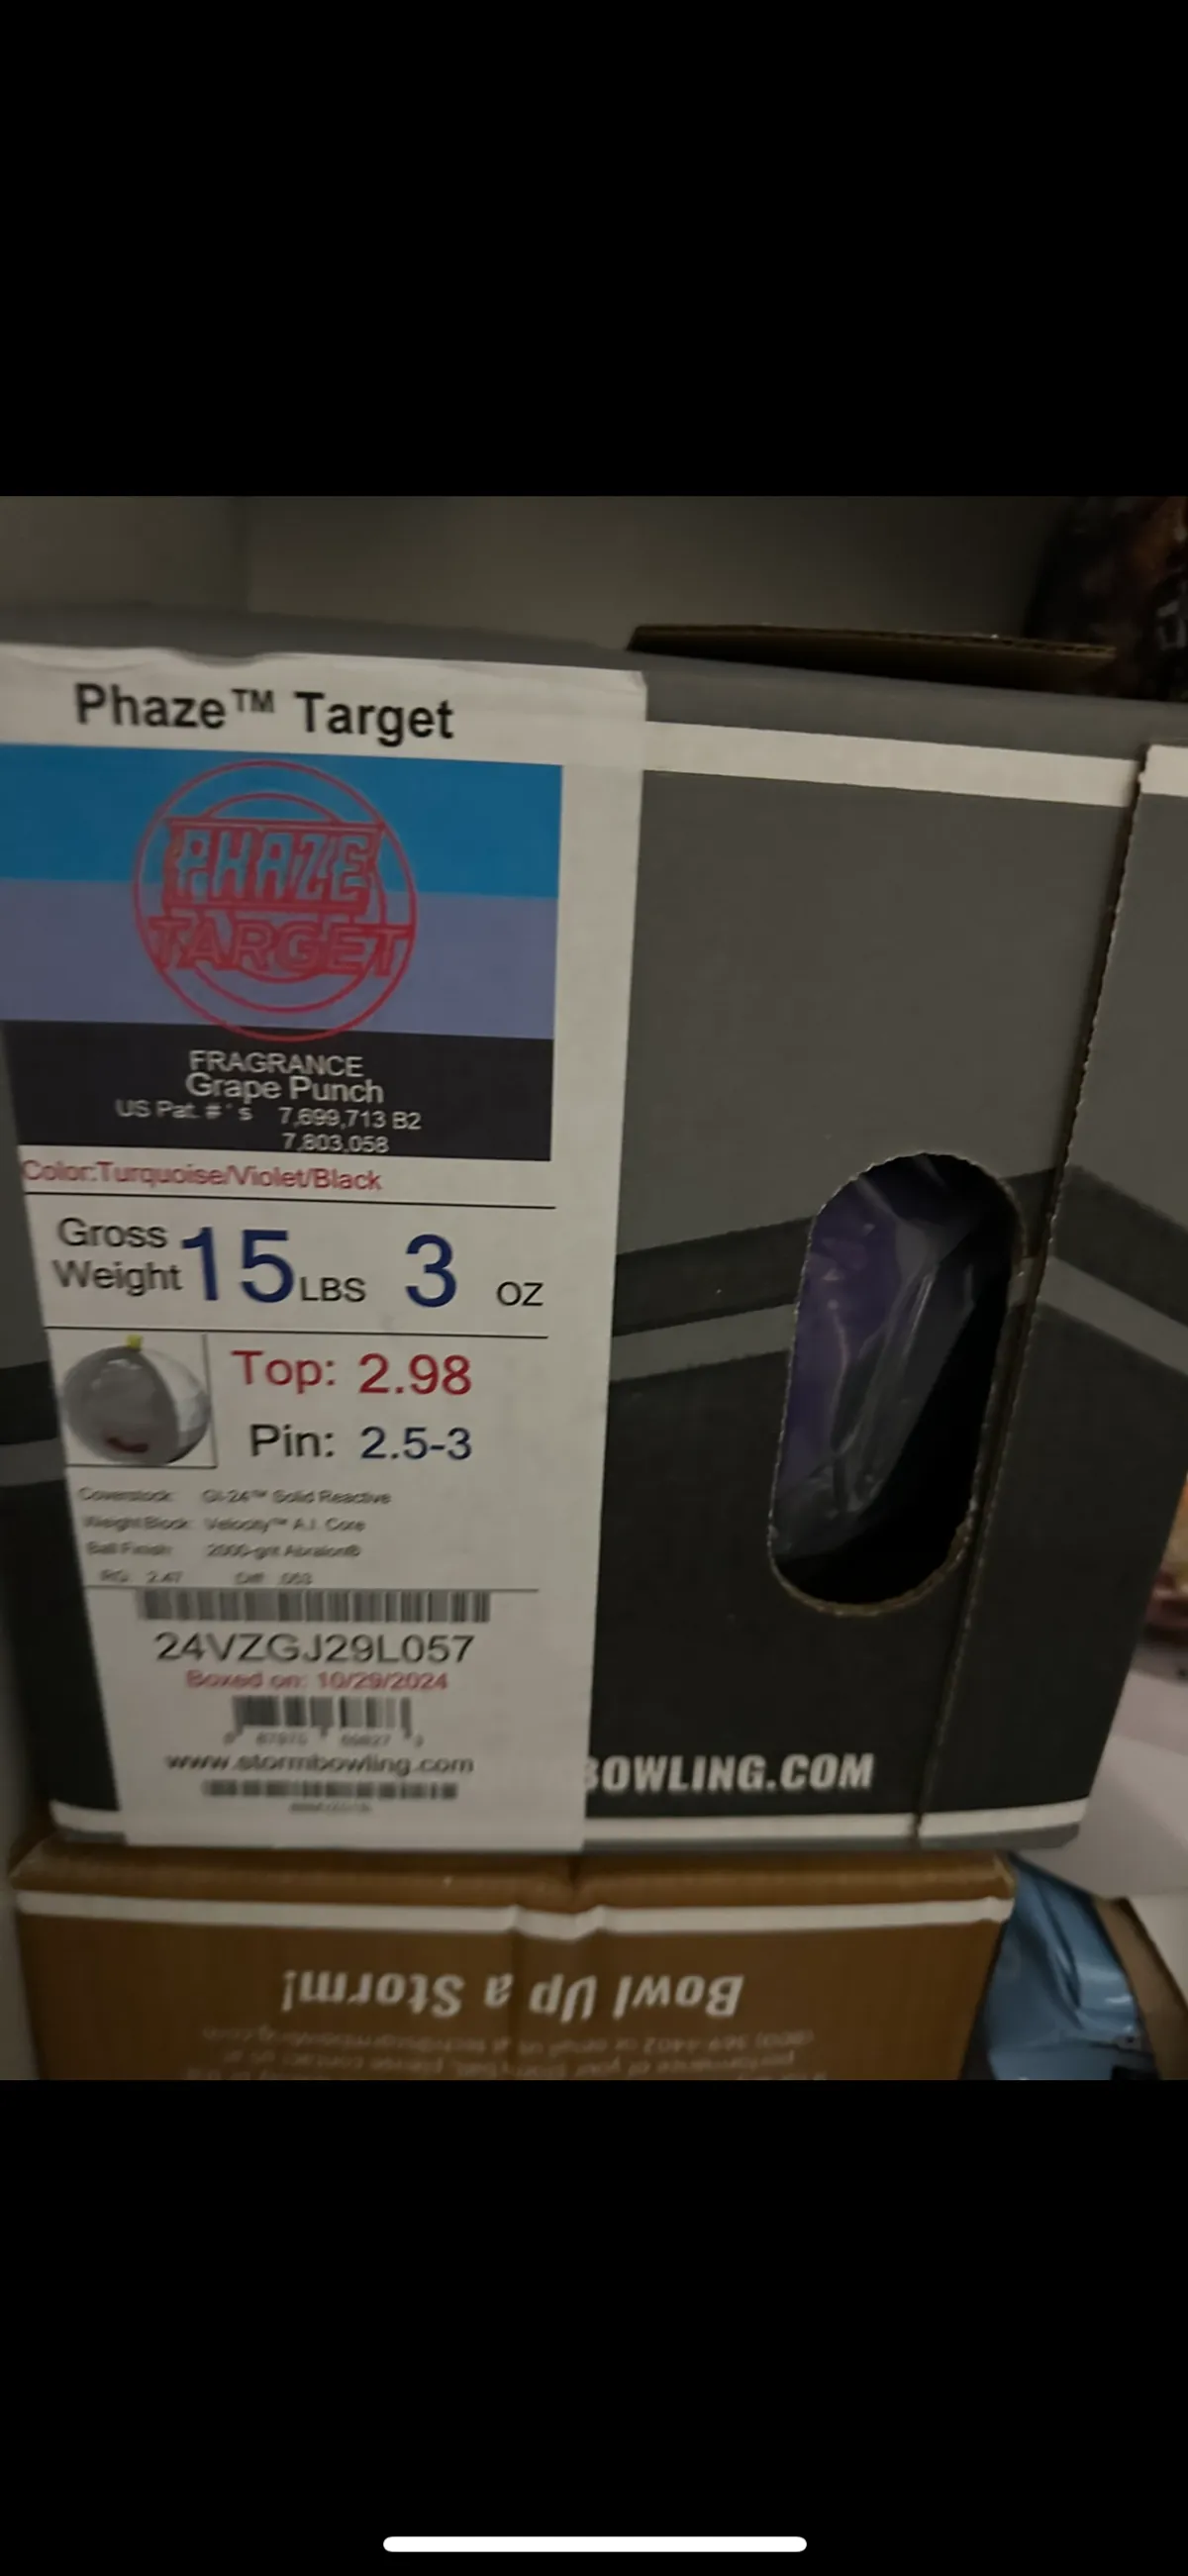 Phaze™ Target
PHAZE
TARGET
FRAGRANCE
Grape Punch
US Pat. #'s 7,699,713 B2
7,803,058
Color:Turquoise/Violet/Black
Gross
Weight 15 LBS 3 OZ
Top: 2.98
Pin: 2.5-3
Coverstock: GI-24™ Solid Reactive
Weight Block: Velocity™ A.I. Core
Ball Finish: 2000-grit Abralon®
RG: 2.47 Diff: .053
24VZGJ29L057
Boxed on: 10/29/2024
www.stormbowling.com
BOWLING.COM
Bowl Up a Storm!